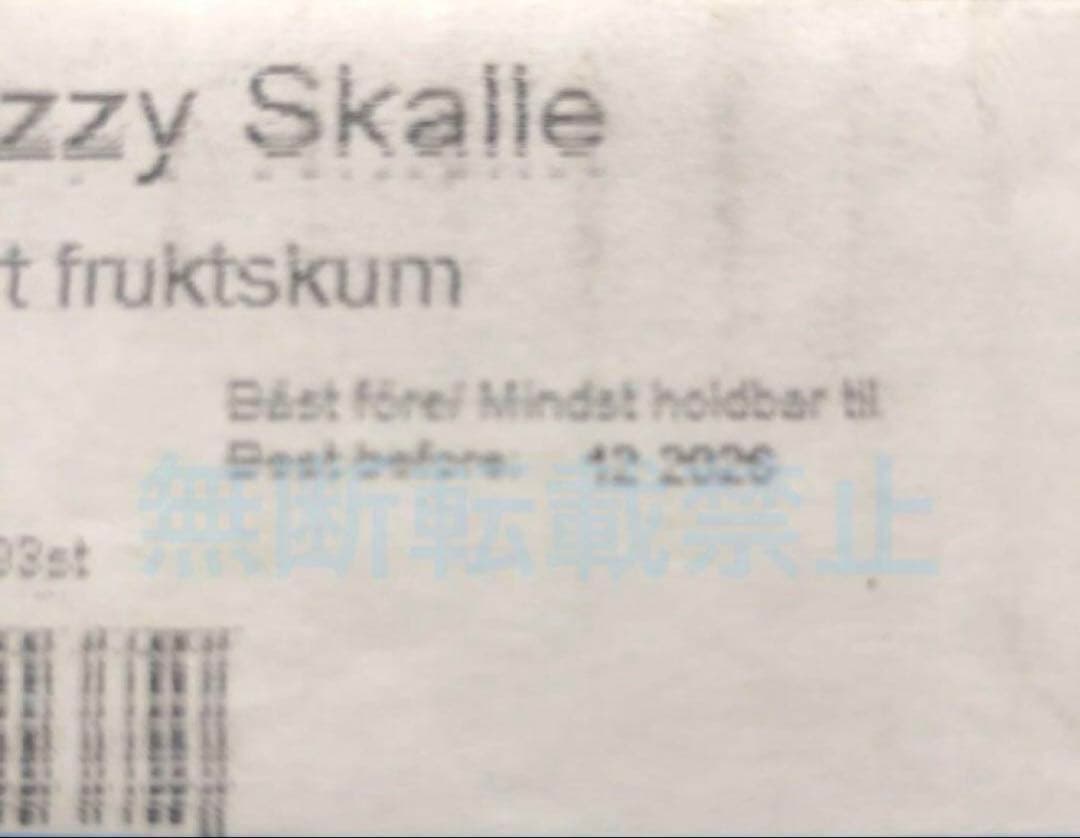 zzy Skalle
t fruktskum
Bäst före/ Mindst holdbar til
Best before: 12 2026
無断転載禁止
93st